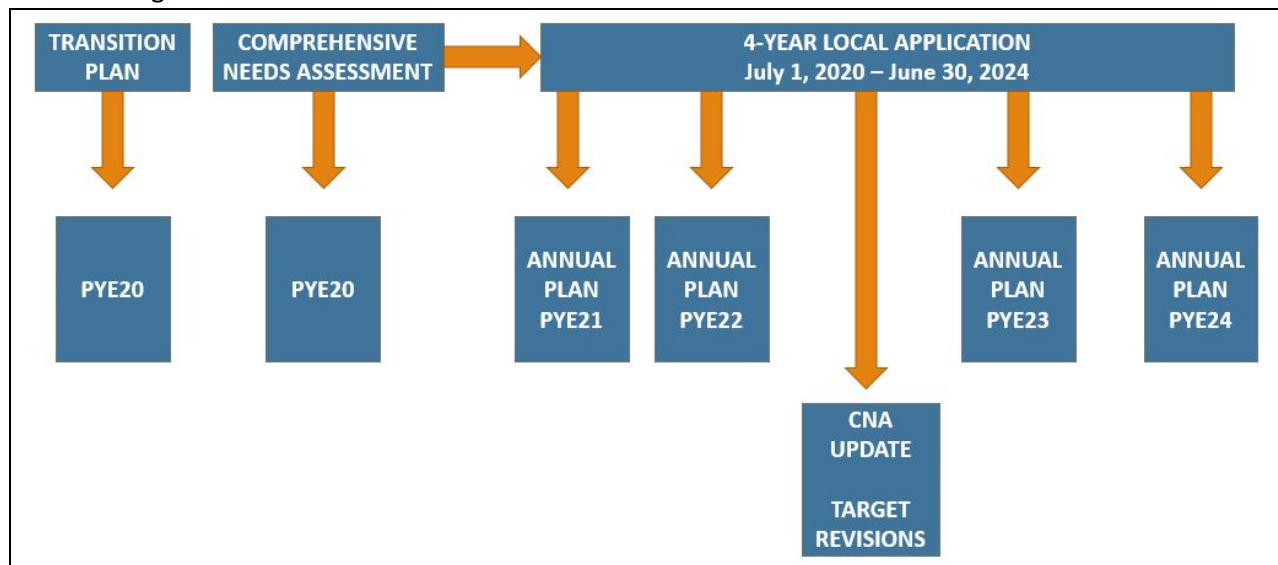 TRANSITION
PLAN
COMPREHENSIVE
NEEDS ASSESSMENT
4-YEAR LOCAL APPLICATION
July 1, 2020 – June 30, 2024
PYE20
PYE20
ANNUAL
PLAN
PYE21
ANNUAL
PLAN
PYE22
ANNUAL
PLAN
PYE23
ANNUAL
PLAN
PYE24
CNA
UPDATE
TARGET
REVISIONS